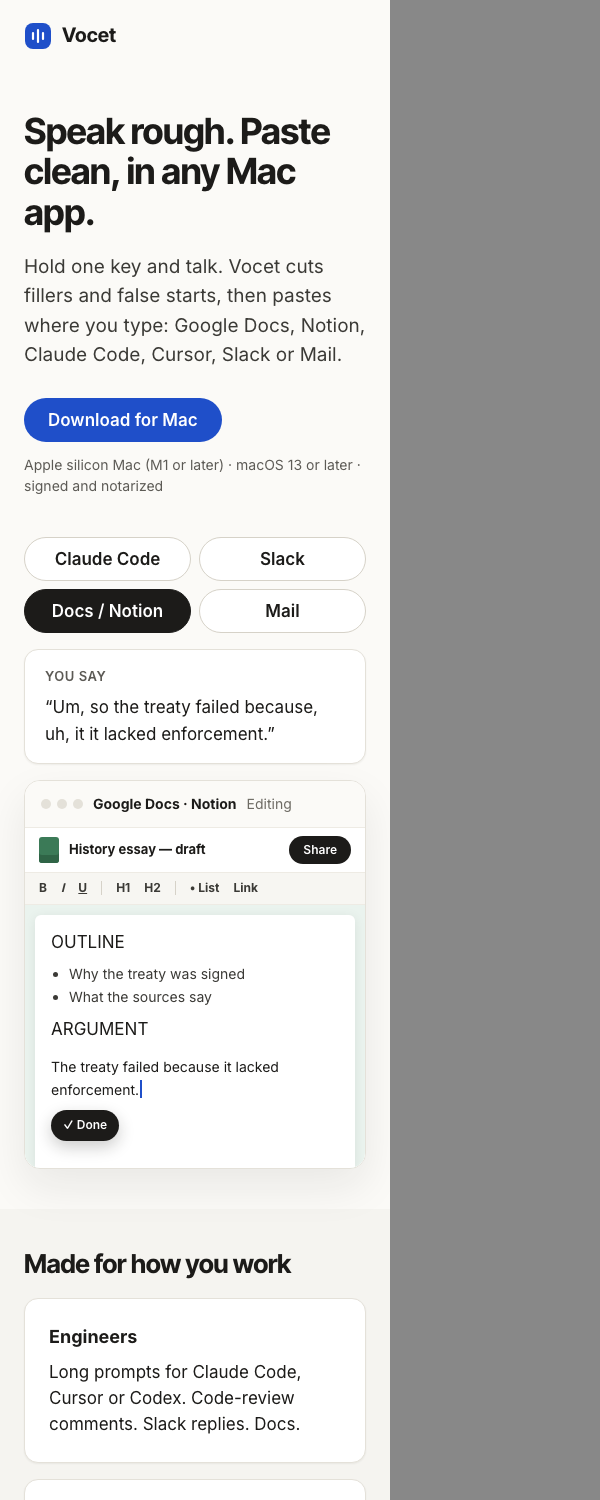 Vocet
Speak rough. Paste
clean, in any Mac
app.
Hold one key and talk. Vocet cuts
fillers and false starts, then pastes
where you type: Google Docs, Notion,
Claude Code, Cursor, Slack or Mail.
Download for Mac
Apple silicon Mac (M1 or later) · macOS 13 or later ·
signed and notarized
Claude Code
Slack
Docs / Notion
Mail
YOU SAY
“Um, so the treaty failed because,
uh, it it lacked enforcement.”
Google Docs · Notion Editing
History essay — draft
Share
B I U H1 H2 • List Link
OUTLINE
• Why the treaty was signed
• What the sources say
ARGUMENT
The treaty failed because it lacked
enforcement.
✓ Done
Made for how you work
Engineers
Long prompts for Claude Code,
Cursor or Codex. Code-review
comments. Slack replies. Docs.